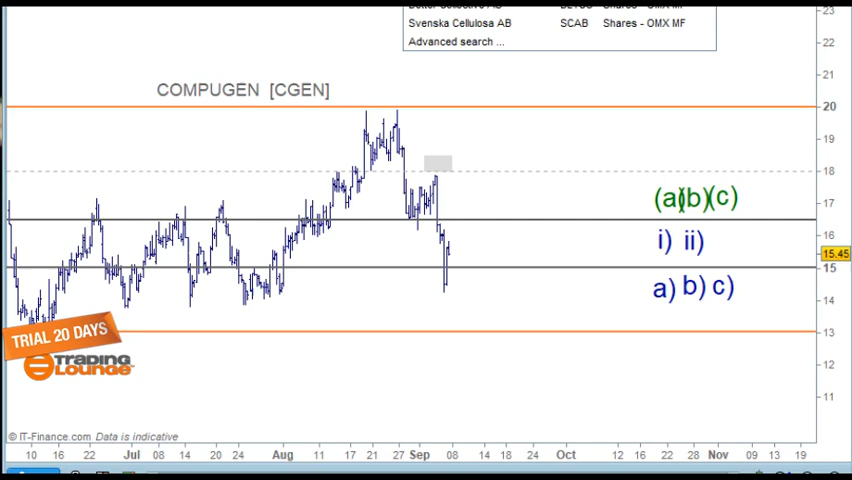 Svenska Cellulosa AB SCAB Shares - OMX MF
Advanced search ...
COMPUGEN [CGEN]
23
22
21
20
19
18
17
16
15.45
15
14
13
12
11
(a)(b)(c)
i) ii)
a) b) c)
TRIAL 20 DAYS
TRADING
LOUNGE
© IT-Finance.com Data is indicative
10 16 22 Jul 08 14 20 24 Aug 11 17 21 27 Sep 08 14 18 24 Oct 12 16 22 28 Nov 09 13 19